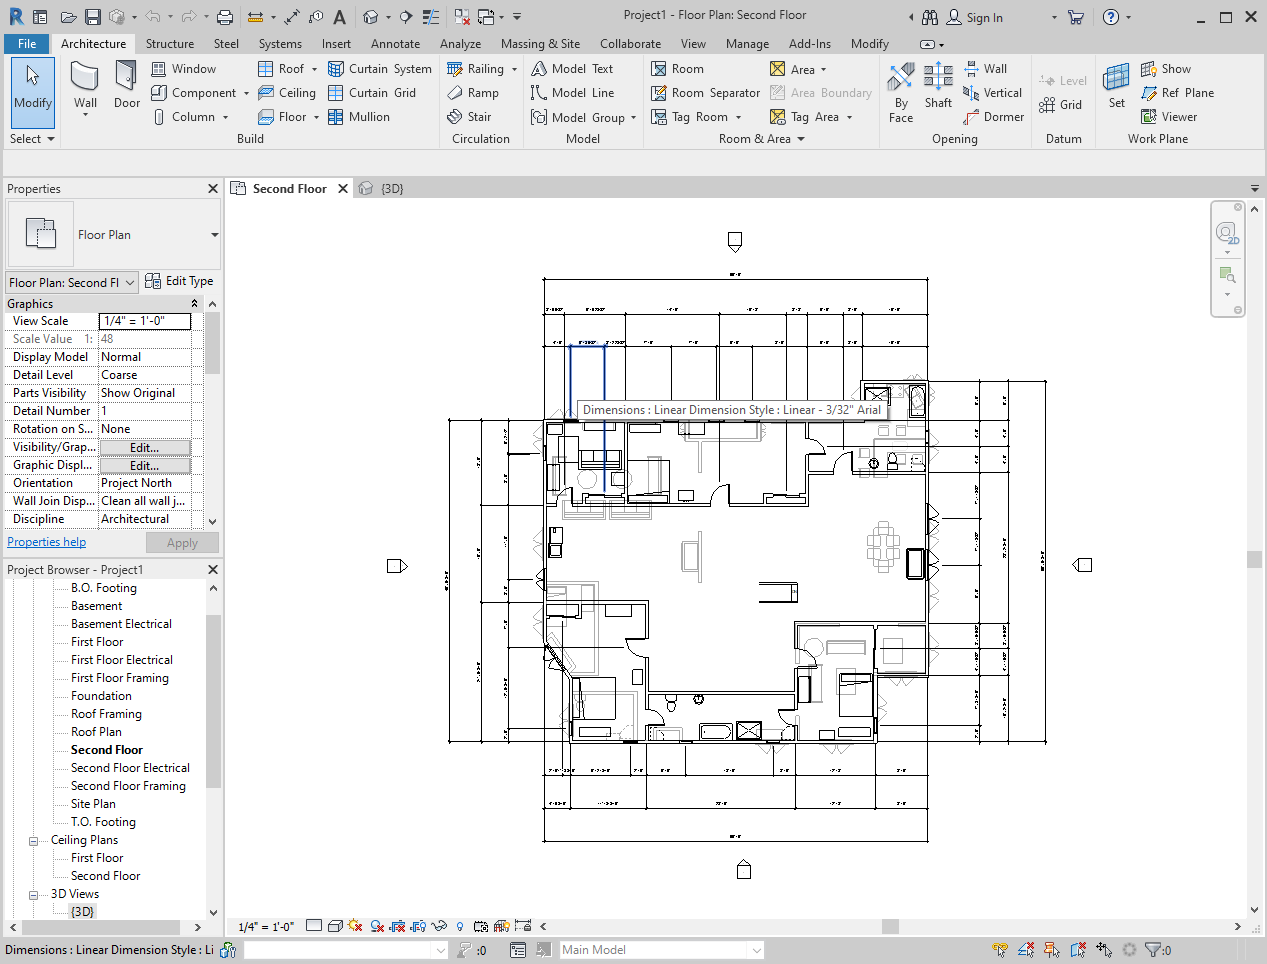 Project1 - Floor Plan: Second Floor
Sign In
File
Architecture
Structure
Steel
Systems
Insert
Annotate
Analyze
Massing & Site
Collaborate
View
Manage
Add-Ins
Modify
Modify
Wall
Door
Window
Component
Column
Roof
Ceiling
Floor
Curtain System
Curtain Grid
Mullion
Railing
Ramp
Stair
Model Text
Model Line
Model Group
Room
Room Separator
Tag Room
Area
Area Boundary
Tag Area
By Face
Shaft
Wall
Vertical
Dormer
Level
Grid
Set
Show
Ref Plane
Viewer
Select
Build
Circulation
Model
Room & Area
Opening
Datum
Work Plane
Properties
Floor Plan
Floor Plan: Second Fl
Edit Type
Graphics
View Scale 1/4" = 1'-0"
Scale Value 1: 48
Display Model Normal
Detail Level Coarse
Parts Visibility Show Original
Detail Number 1
Rotation on S... None
Visibility/Grap... Edit...
Graphic Displ... Edit...
Orientation Project North
Wall Join Disp... Clean all wall j...
Discipline Architectural
Properties help
Apply
Project Browser - Project1
B.O. Footing
Basement
Basement Electrical
First Floor
First Floor Electrical
First Floor Framing
Foundation
Roof Framing
Roof Plan
Second Floor
Second Floor Electrical
Second Floor Framing
Site Plan
T.O. Footing
Ceiling Plans
First Floor
Second Floor
3D Views
{3D}
Second Floor
{3D}
2D
Dimensions : Linear Dimension Style : Linear - 3/32" Arial
1/4" = 1'-0"
Dimensions : Linear Dimension Style : Li
:0
Main Model
:0